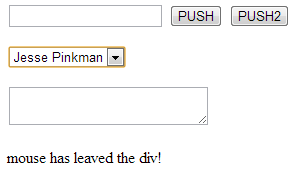 PUSH PUSH2
Jesse Pinkman
mouse has leaved the div!